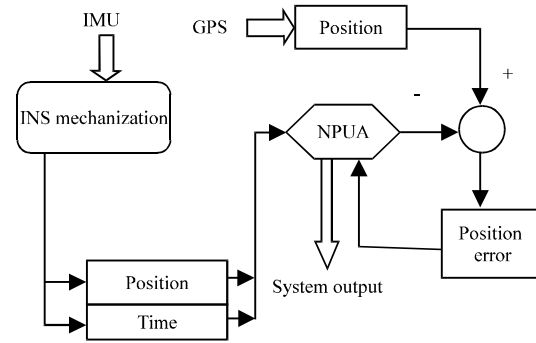 IMU
GPS
Position
+
INS mechanization
-
NPUA
Position
error
Position
Time
System output